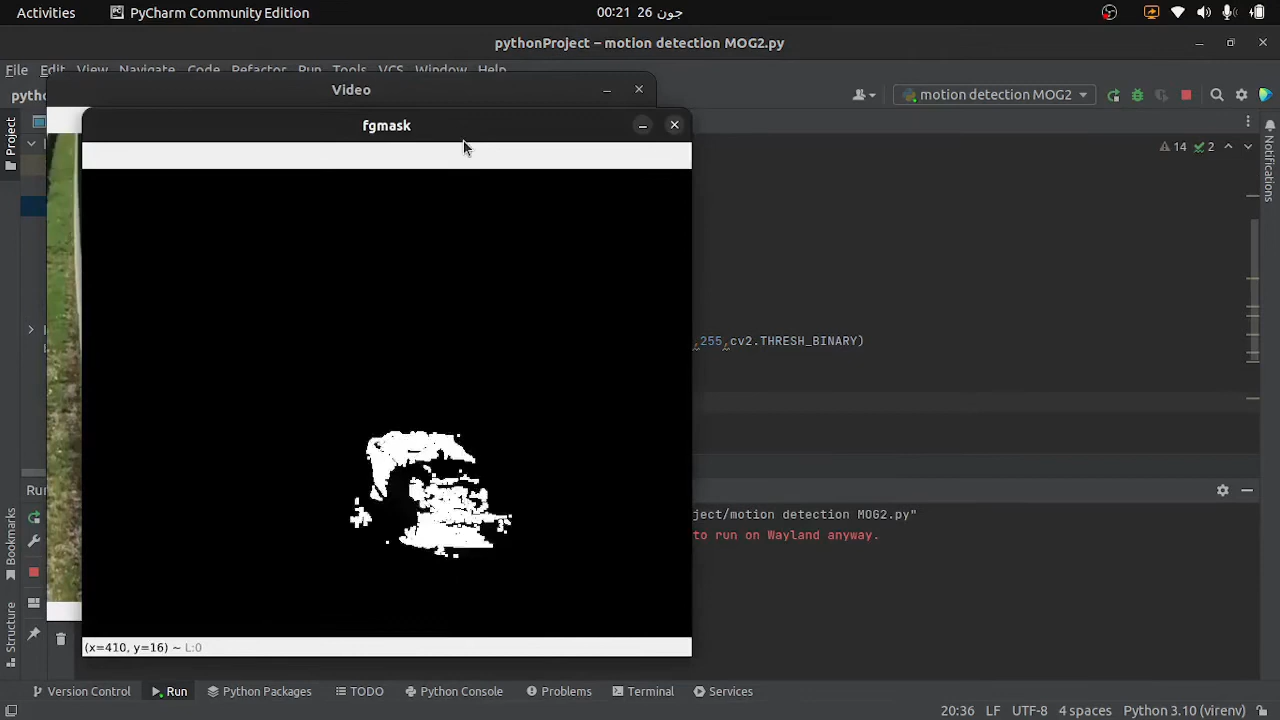 Activities
PyCharm Community Edition
00:21 26 جون
pythonProject – motion detection MOG2.py
File Edit View Navigate Code Refactor Run Tools VCS Window Help
Video
motion detection MOG2
fgmask
Project
14 2
Notifications
,255,cv2.THRESH_BINARY)
ject/motion detection MOG2.py"
to run on Wayland anyway.
Bookmarks
Structure
(x=410, y=16) ~ L:0
Version Control
Run
Python Packages
TODO
Python Console
Problems
Terminal
Services
20:36 LF UTF-8 4 spaces Python 3.10 (virenv)